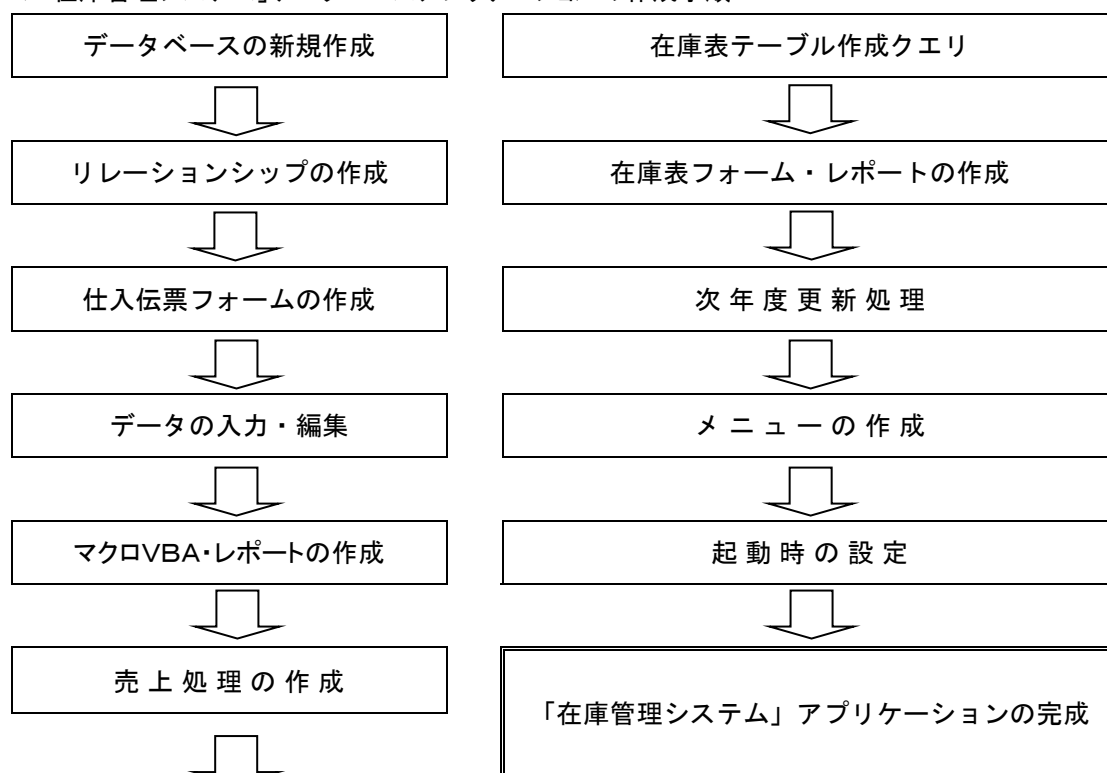 データベースの新規作成
リレーションシップの作成
仕入伝票フォームの作成
データの入力・編集
マクロVBA・レポートの作成
売上処理の作成
在庫表テーブル作成クエリ
在庫表フォーム・レポートの作成
次年度更新処理
メニューの作成
起動時の設定
「在庫管理システム」アプリケーションの完成